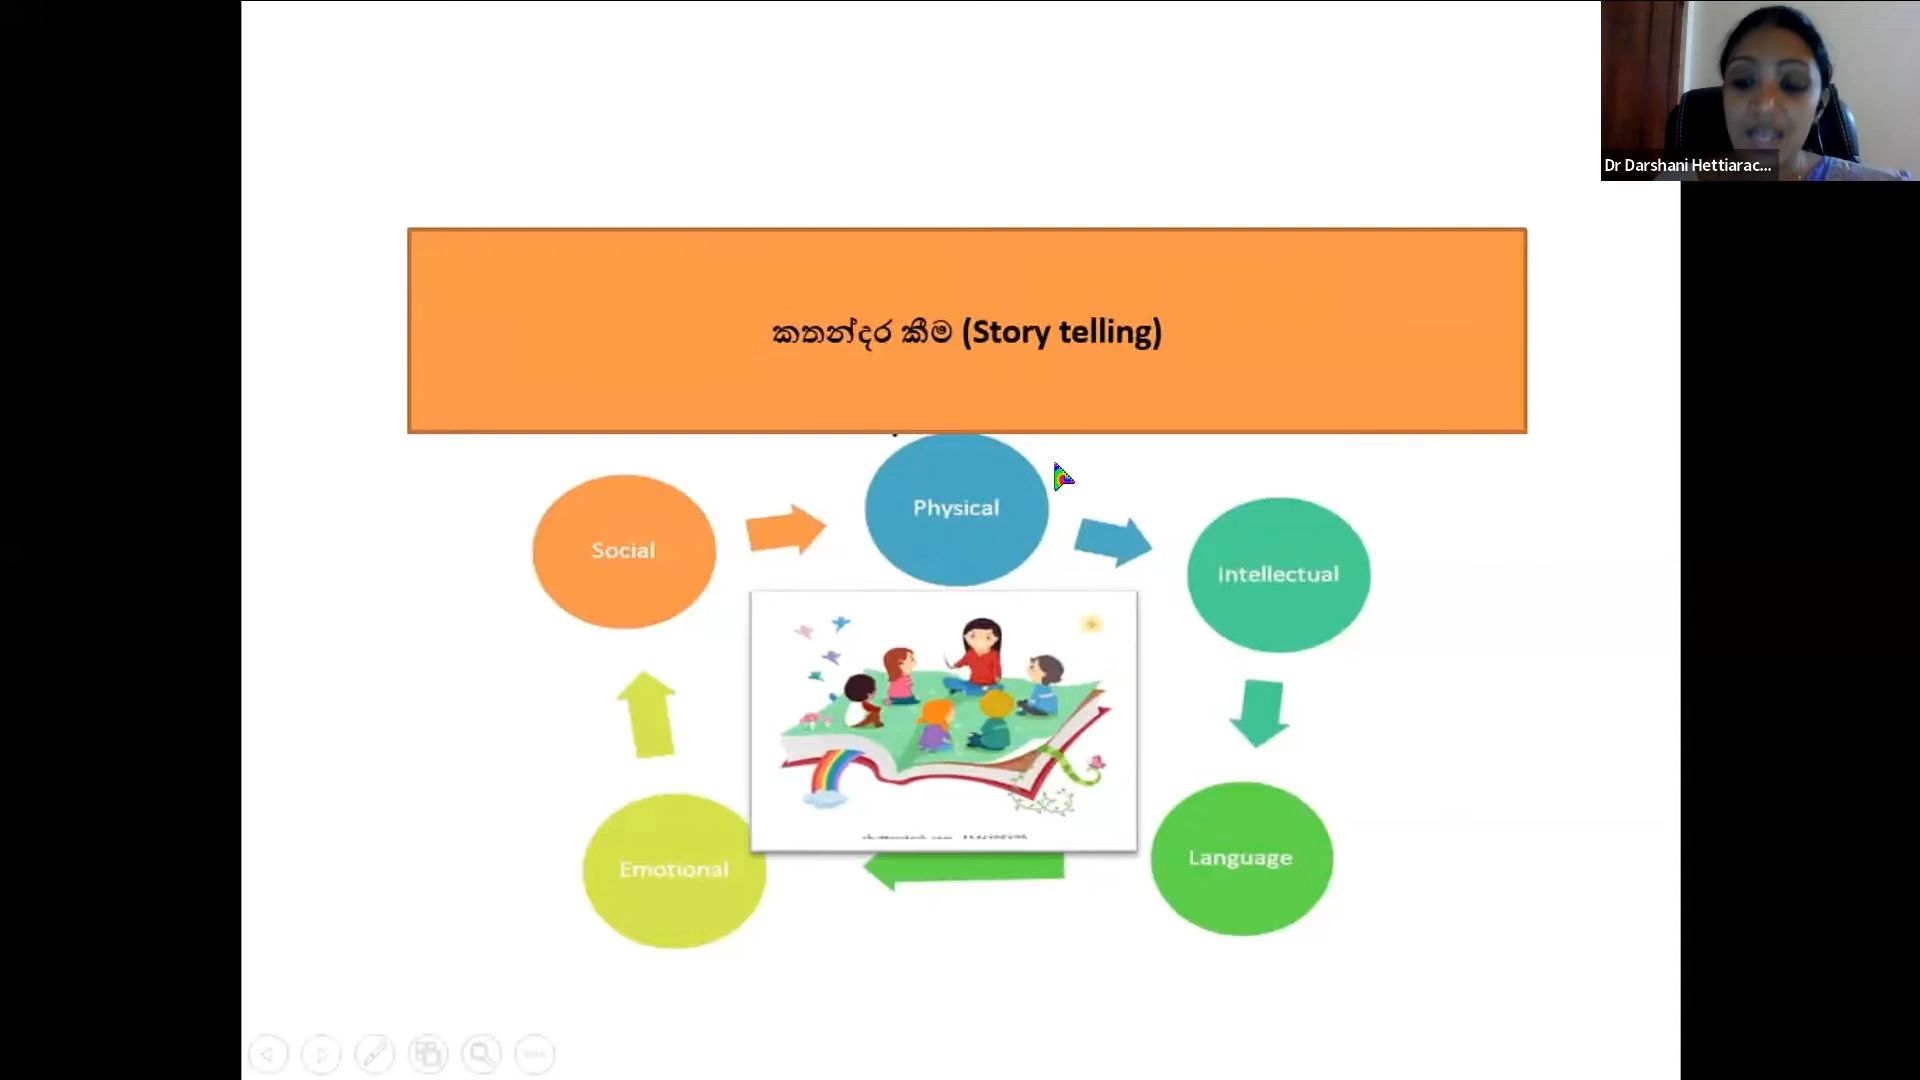 Dr Darshani Hettiarac...
කතන්දර කීම (Story telling)
Physical
Social
Intellectual
Emotional
Language